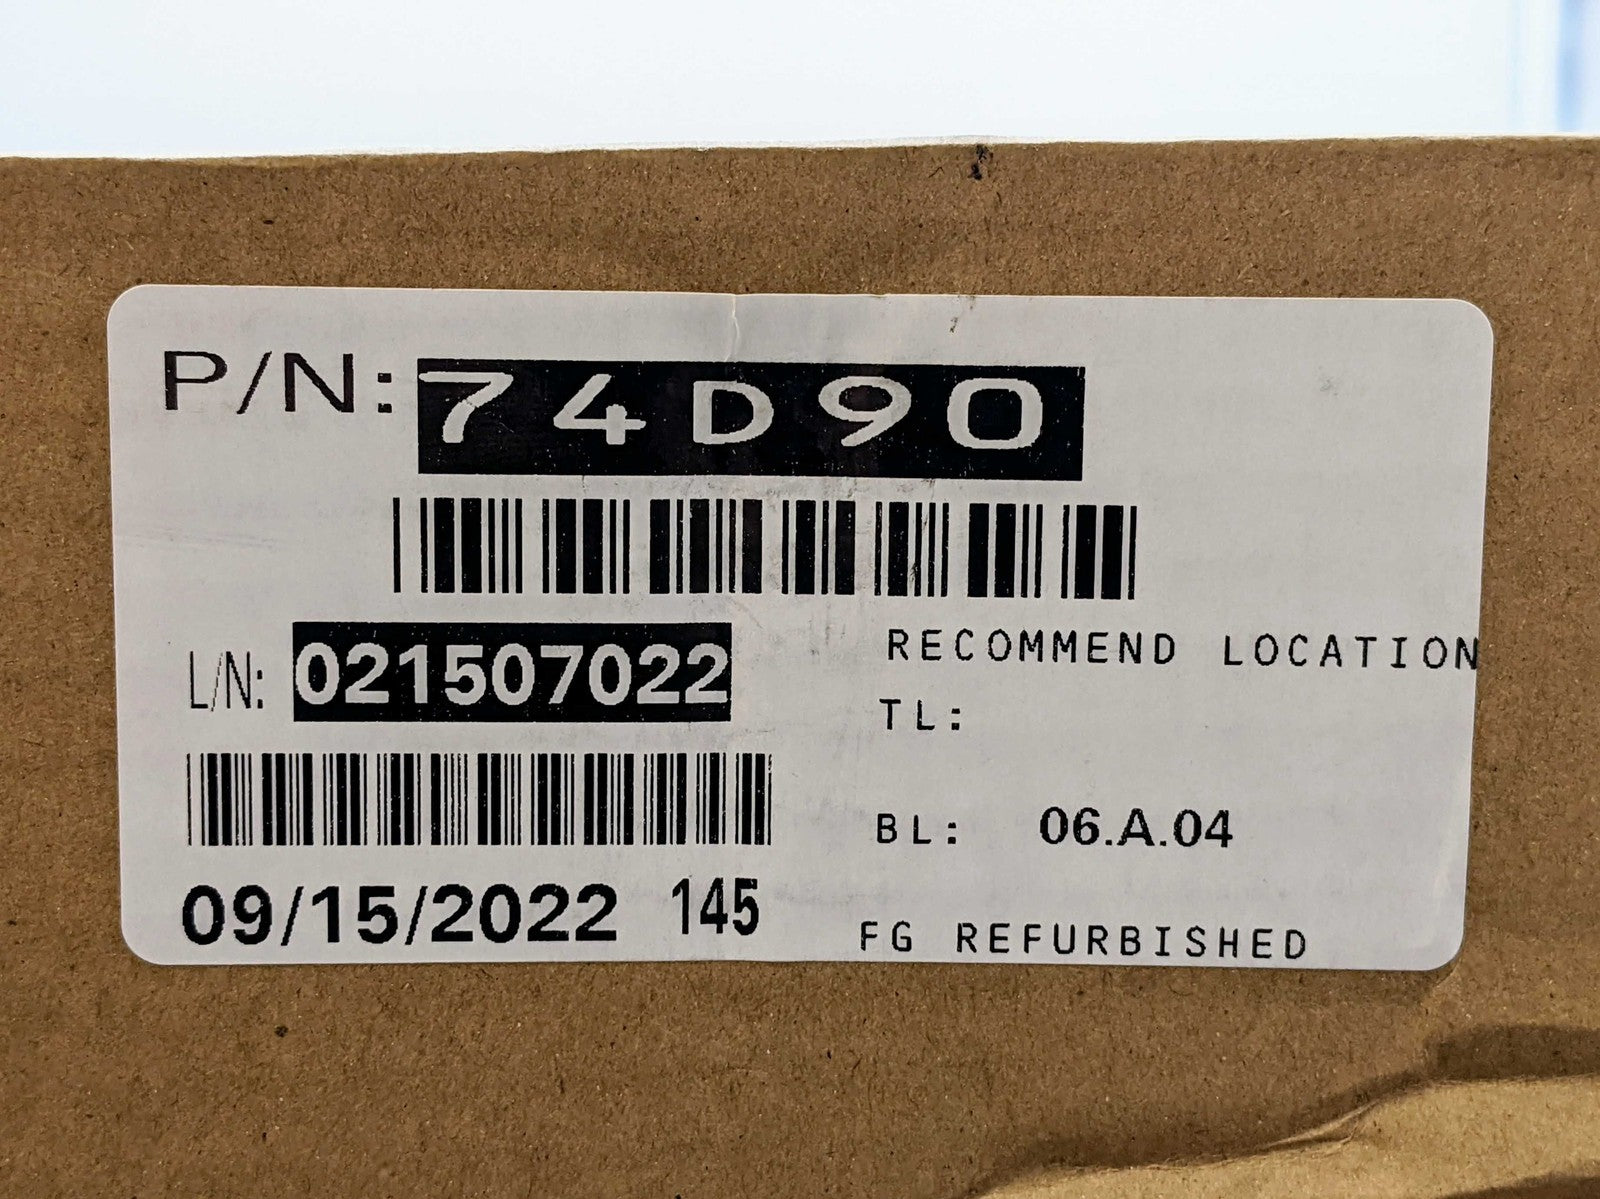 P/N: 74D90
L/N: 021507022
RECOMMEND LOCATION
TL:
BL: 06.A.04
09/15/2022 145
FG REFURBISHED